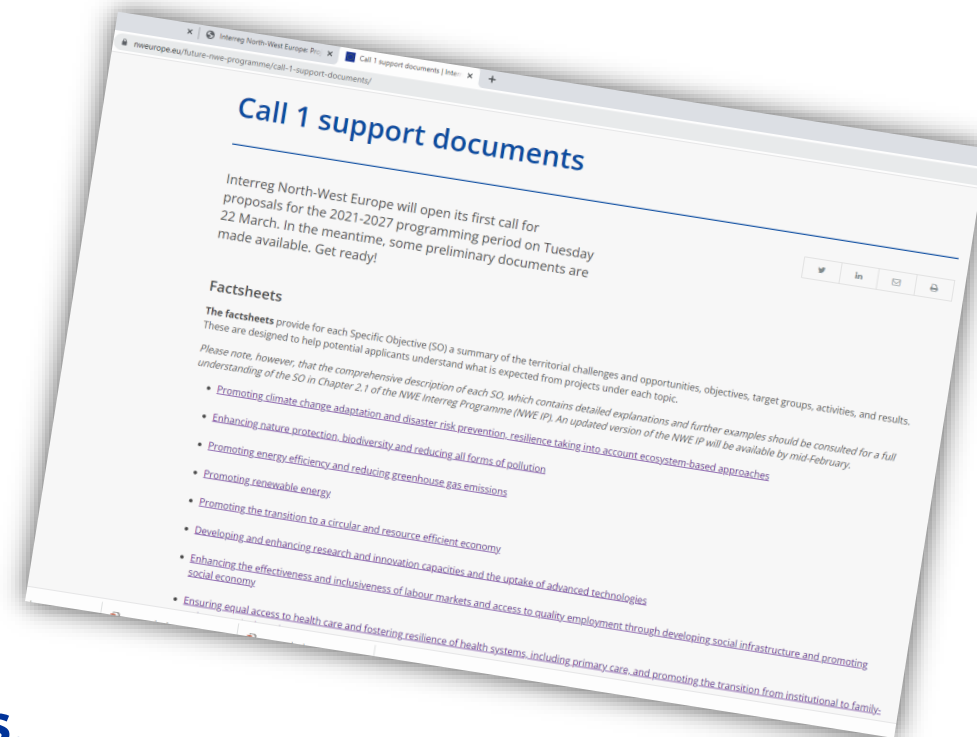 Interreg North-West Europe: Pro
Call 1 support documents | Inter
nweurope.eu/future-nwe-programme/call-1-support-documents/
Call 1 support documents
Interreg North-West Europe will open its first call for
proposals for the 2021-2027 programming period on Tuesday
22 March. In the meantime, some preliminary documents are
made available. Get ready!
in
Factsheets
The factsheets provide for each Specific Objective (SO) a summary of the territorial challenges and opportunities, objectives, target groups, activities, and results.
These are designed to help potential applicants understand what is expected from projects under each topic.
Please note, however, that the comprehensive description of each SO, which contains detailed explanations and further examples should be consulted for a full
understanding of the SO in Chapter 2.1 of the NWE Interreg Programme (NWE IP). An updated version of the NWE IP will be available by mid-February.
• Promoting climate change adaptation and disaster risk prevention, resilience taking into account ecosystem-based approaches
• Enhancing nature protection, biodiversity and reducing all forms of pollution
• Promoting energy efficiency and reducing greenhouse gas emissions
• Promoting renewable energy
• Promoting the transition to a circular and resource efficient economy
• Developing and enhancing research and innovation capacities and the uptake of advanced technologies
• Enhancing the effectiveness and inclusiveness of labour markets and access to quality employment through developing social infrastructure and promoting
social economy
• Ensuring equal access to health care and fostering resilience of health systems, including primary care, and promoting the transition from institutional to family-
s.